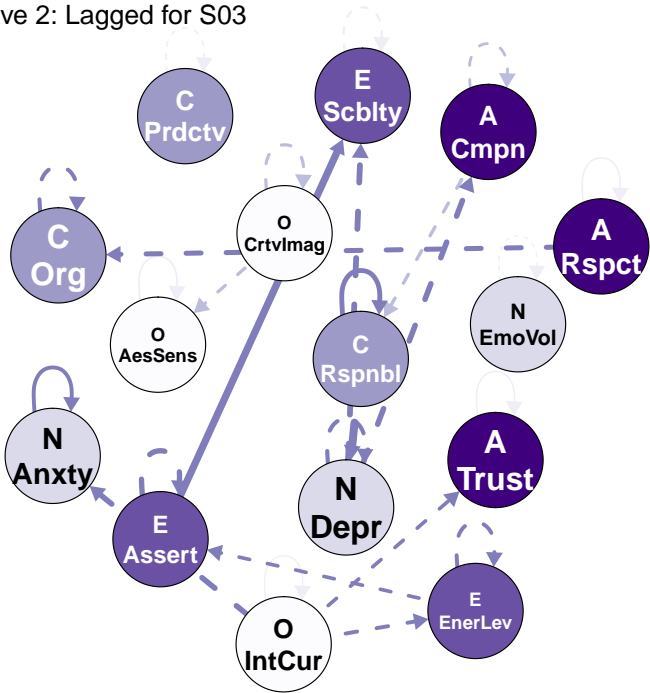 ve 2: Lagged for S03
E
Scblty
C
Prdctv
A
Cmpn
O
CrtvImag
C
Org
A
Rspct
N
EmoVol
O
AesSens
C
Rspnbl
N
Anxty
A
Trust
N
Depr
E
Assert
E
EnerLev
O
IntCur